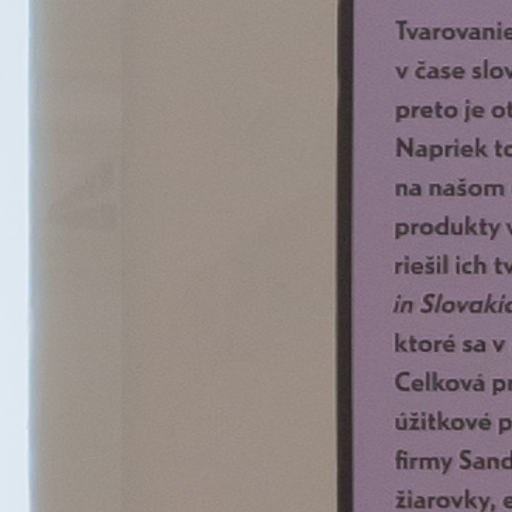 Tvarovanie
v čase slov
preto je ot
Napriek to
na našom
produkty v
riešil ich tv
in Slovakia
ktoré sa v
Celková pr
úžitkové p
firmy Sand
žiarovky, e